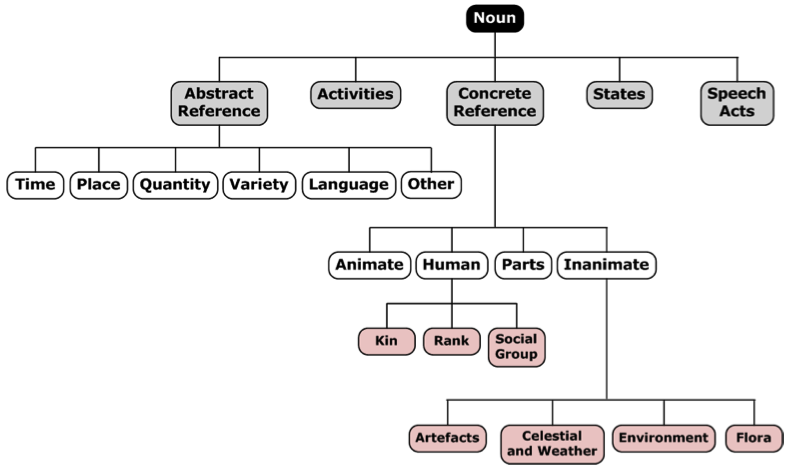 Noun
Abstract
Reference
Activities
Concrete
Reference
States
Speech
Acts
Time
Place
Quantity
Variety
Language
Other
Animate
Human
Parts
Inanimate
Kin
Rank
Social
Group
Artefacts
Celestial
and Weather
Environment
Flora